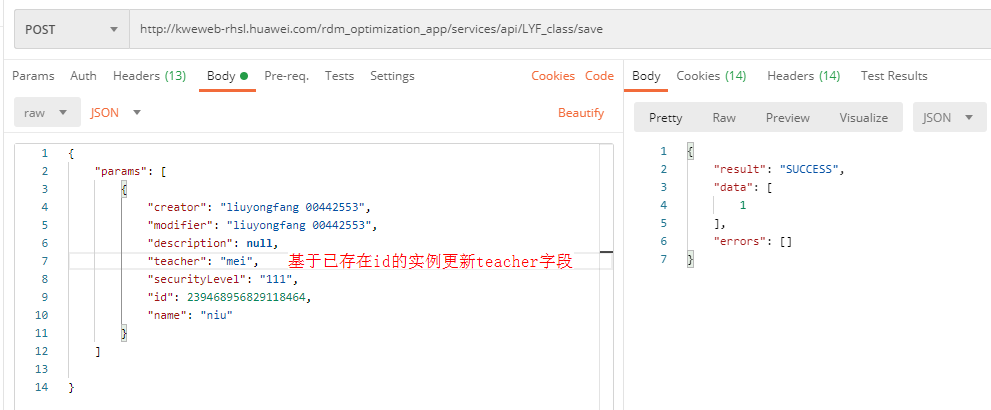 POST
http://kweweb-rhsl.huawei.com/rdm_optimization_app/services/api/LYF_class/save
Params Auth Headers (13) Body Pre-req. Tests Settings Cookies Code
raw JSON Beautify
1 {
2 "params": [
3 {
4 "creator": "liuyongfang 00442553",
5 "modifier": "liuyongfang 00442553",
6 "description": null,
7 "teacher": "mei", 基于已存在id的实例更新teacher字段
8 "securityLevel": "111",
9 "id": 239468956829118464,
10 "name": "niu"
11 }
12 ]
13
14 }
Body Cookies (14) Headers (14) Test Results
Pretty Raw Preview Visualize JSON
1 {
2 "result": "SUCCESS",
3 "data": [
4 1
5 ],
6 "errors": []
7 }